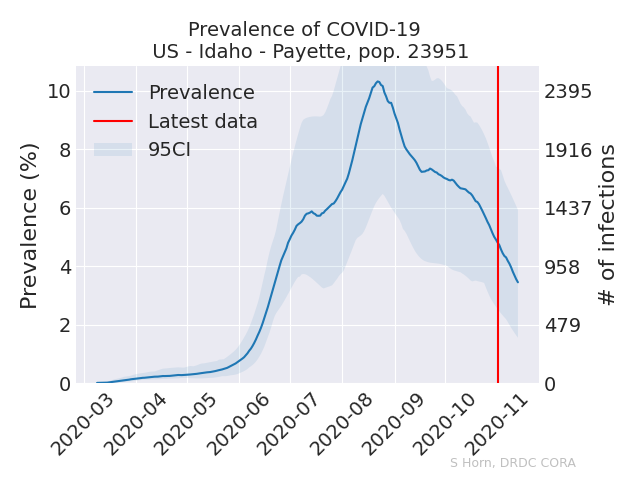 Prevalence of COVID-19
US - Idaho - Payette, pop. 23951
Prevalence
Latest data
95CI
Prevalence (%)
10
8
6
4
2
0
2395
1916
1437
958
479
0
# of infections
2020-03
2020-04
2020-05
2020-06
2020-07
2020-08
2020-09
2020-10
2020-11
S Horn, DRDC CORA